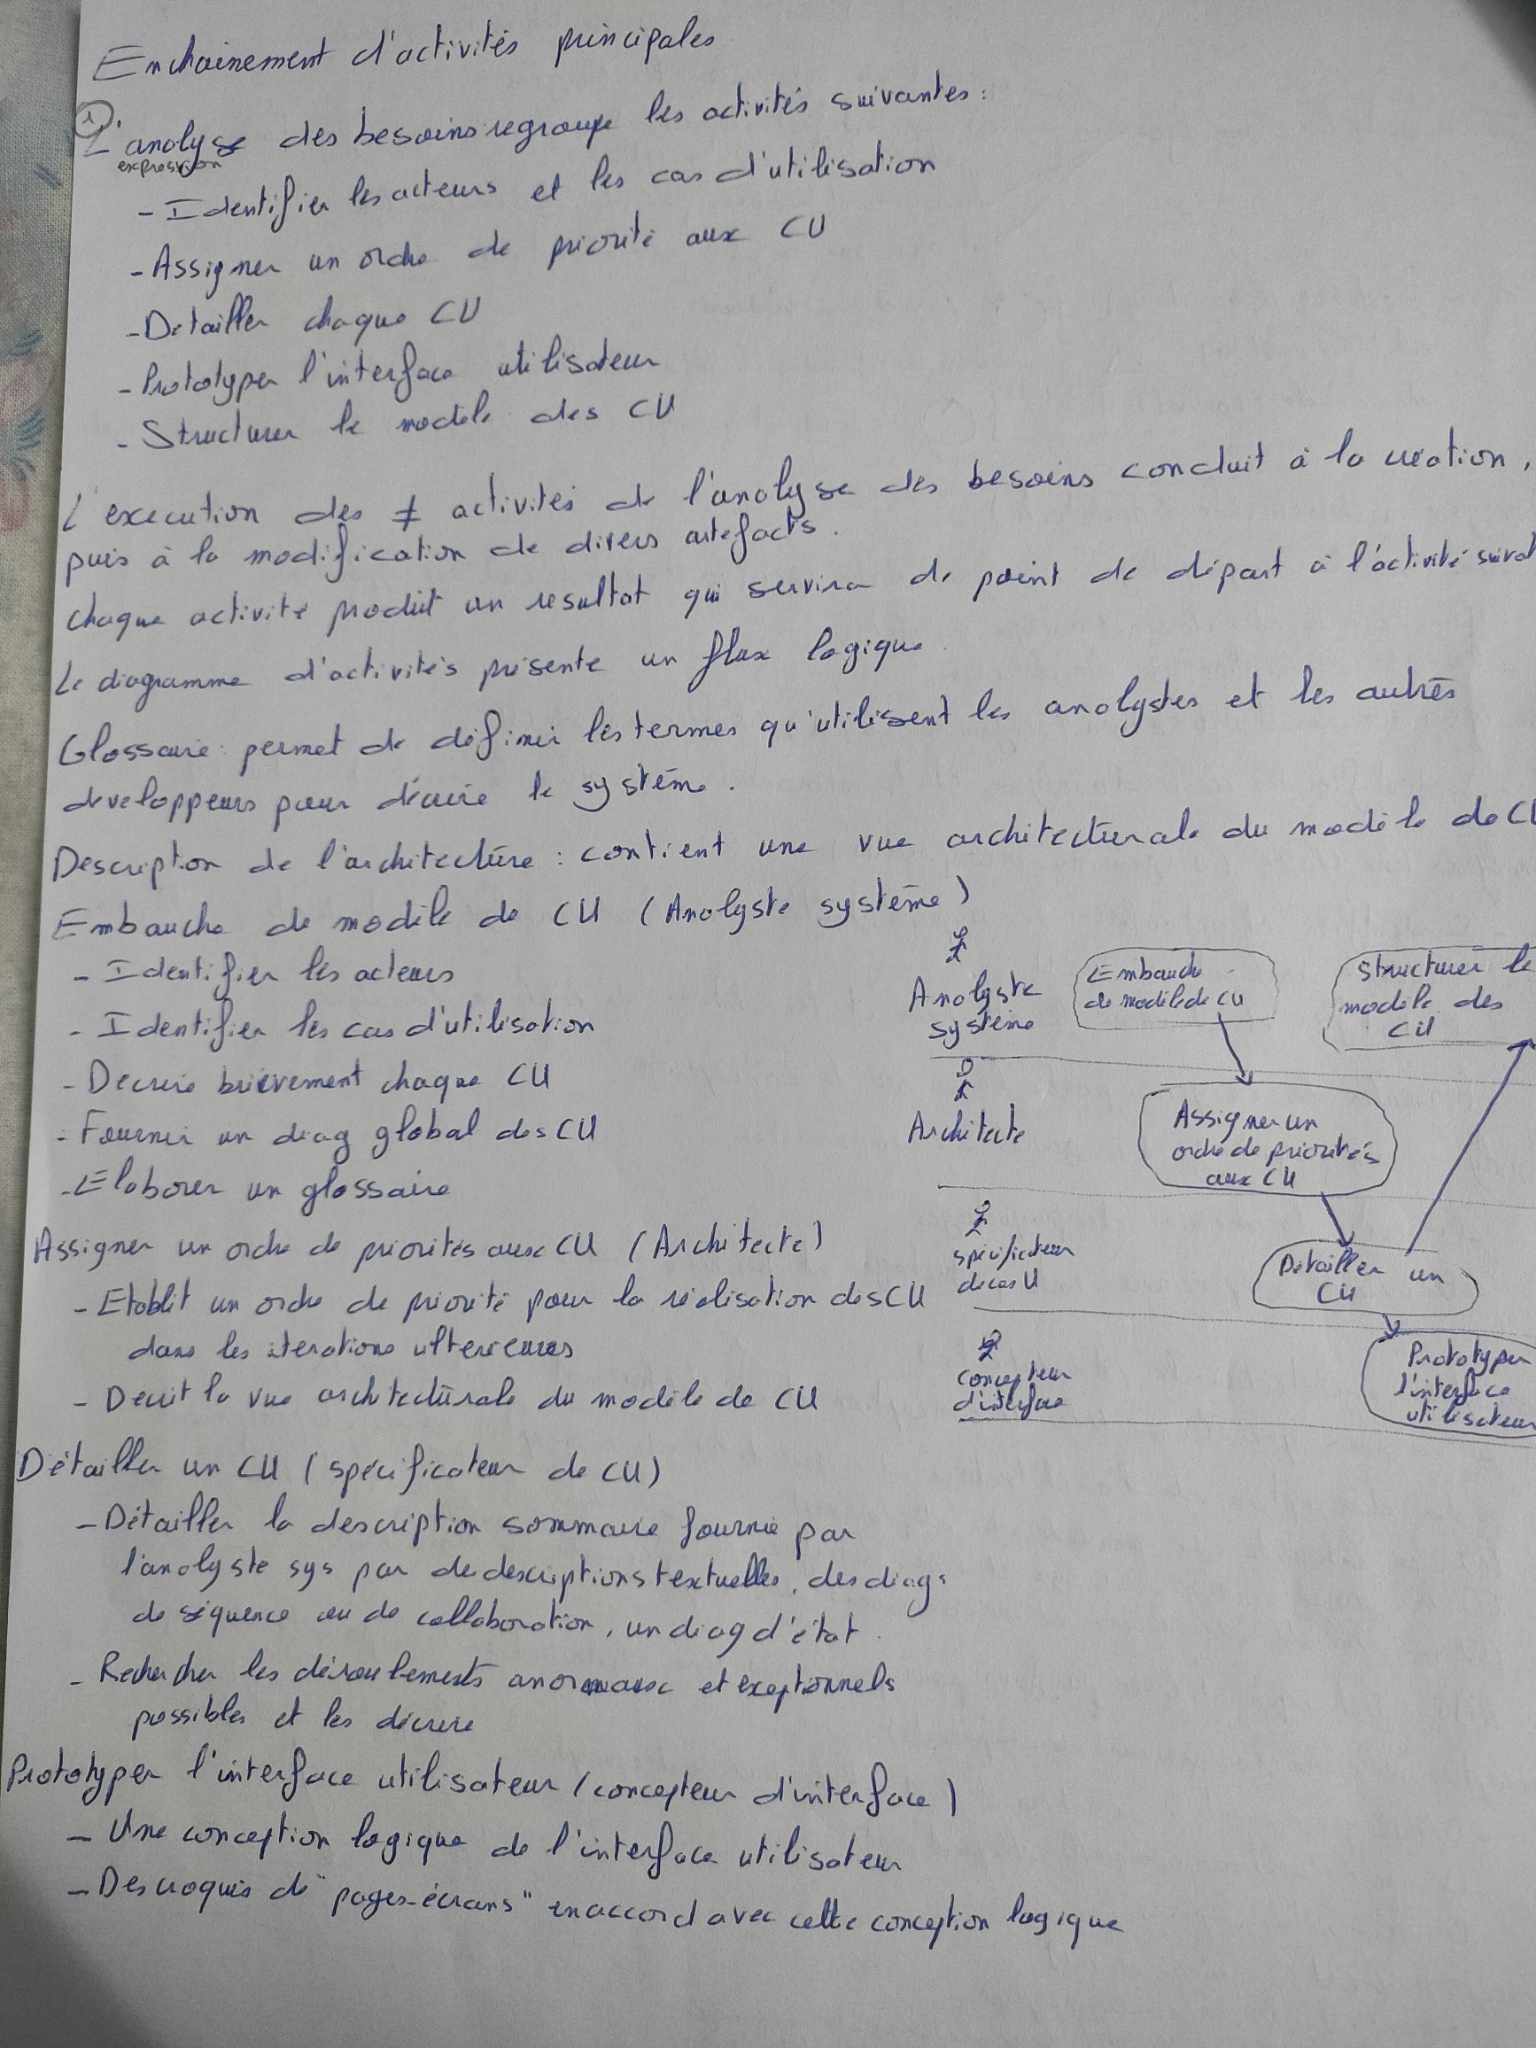 Enchainement d'activités principales
① L'analyse des besoins regroupe les activités suivantes :
expression
- Identifier les acteurs et les cas d'utilisation
- Assigner un ordre de priorité aux CU
- Detailler chaque CU
- Prototyper l'interface utilisateur
- Structurer le modéle des CU
L'execution des ≠ activités de l'analyse des besoins conduit à la création,
puis à la modification de divers artefacts.
chaque activité produit un resultat qui servira de point de départ à l'activité
Le diagramme d'activités présente un flux logique
Glossaire : permet de définir les termes qu'utilisent les analystes et les autres
developpeurs pour décrire le système.
Description de l'architecture : contient une vue architecturale du modèle de CU
Embauche de modèle de CU (Analyste système)
- Identifier les acteurs
- Identifier les cas d'utilisation
- Decrire brièvement chaque CU
- Fournir un diag global des CU
- Elaborer un glossaire
Assigner un ordre de priorités aux CU (Architecte)
- Etablit un ordre de priorité pour la réalisation des CU
dans les iterations ulterieures
- Decrit la vue architecturale du modèle de CU
Détailler un CU (spécificateur de CU)
- Détailler la description sommaire fournie par
l'analyste sys par de descriptions textuelles, des diag
de séquence ou de collaboration, un diag d'état.
- Rechercher les déroulements anormaux et exeptionnels
possibles et les décrire
Prototyper l'interface utilisateur (concepteur d'interface)
- Une conception logique de l'interface utilisateur
- Des croquis de "pages-écrans" en accord avec cette conception logique
Analyste
système
Embauche
de modèle de CU
Structurer le
modèle des
CU
Architecte
Assigner un
ordre de priorités
aux CU
spécificateur
de cas U
Détailler un
CU
concepteur
d'interface
Prototyper
l'interface
utilisateur